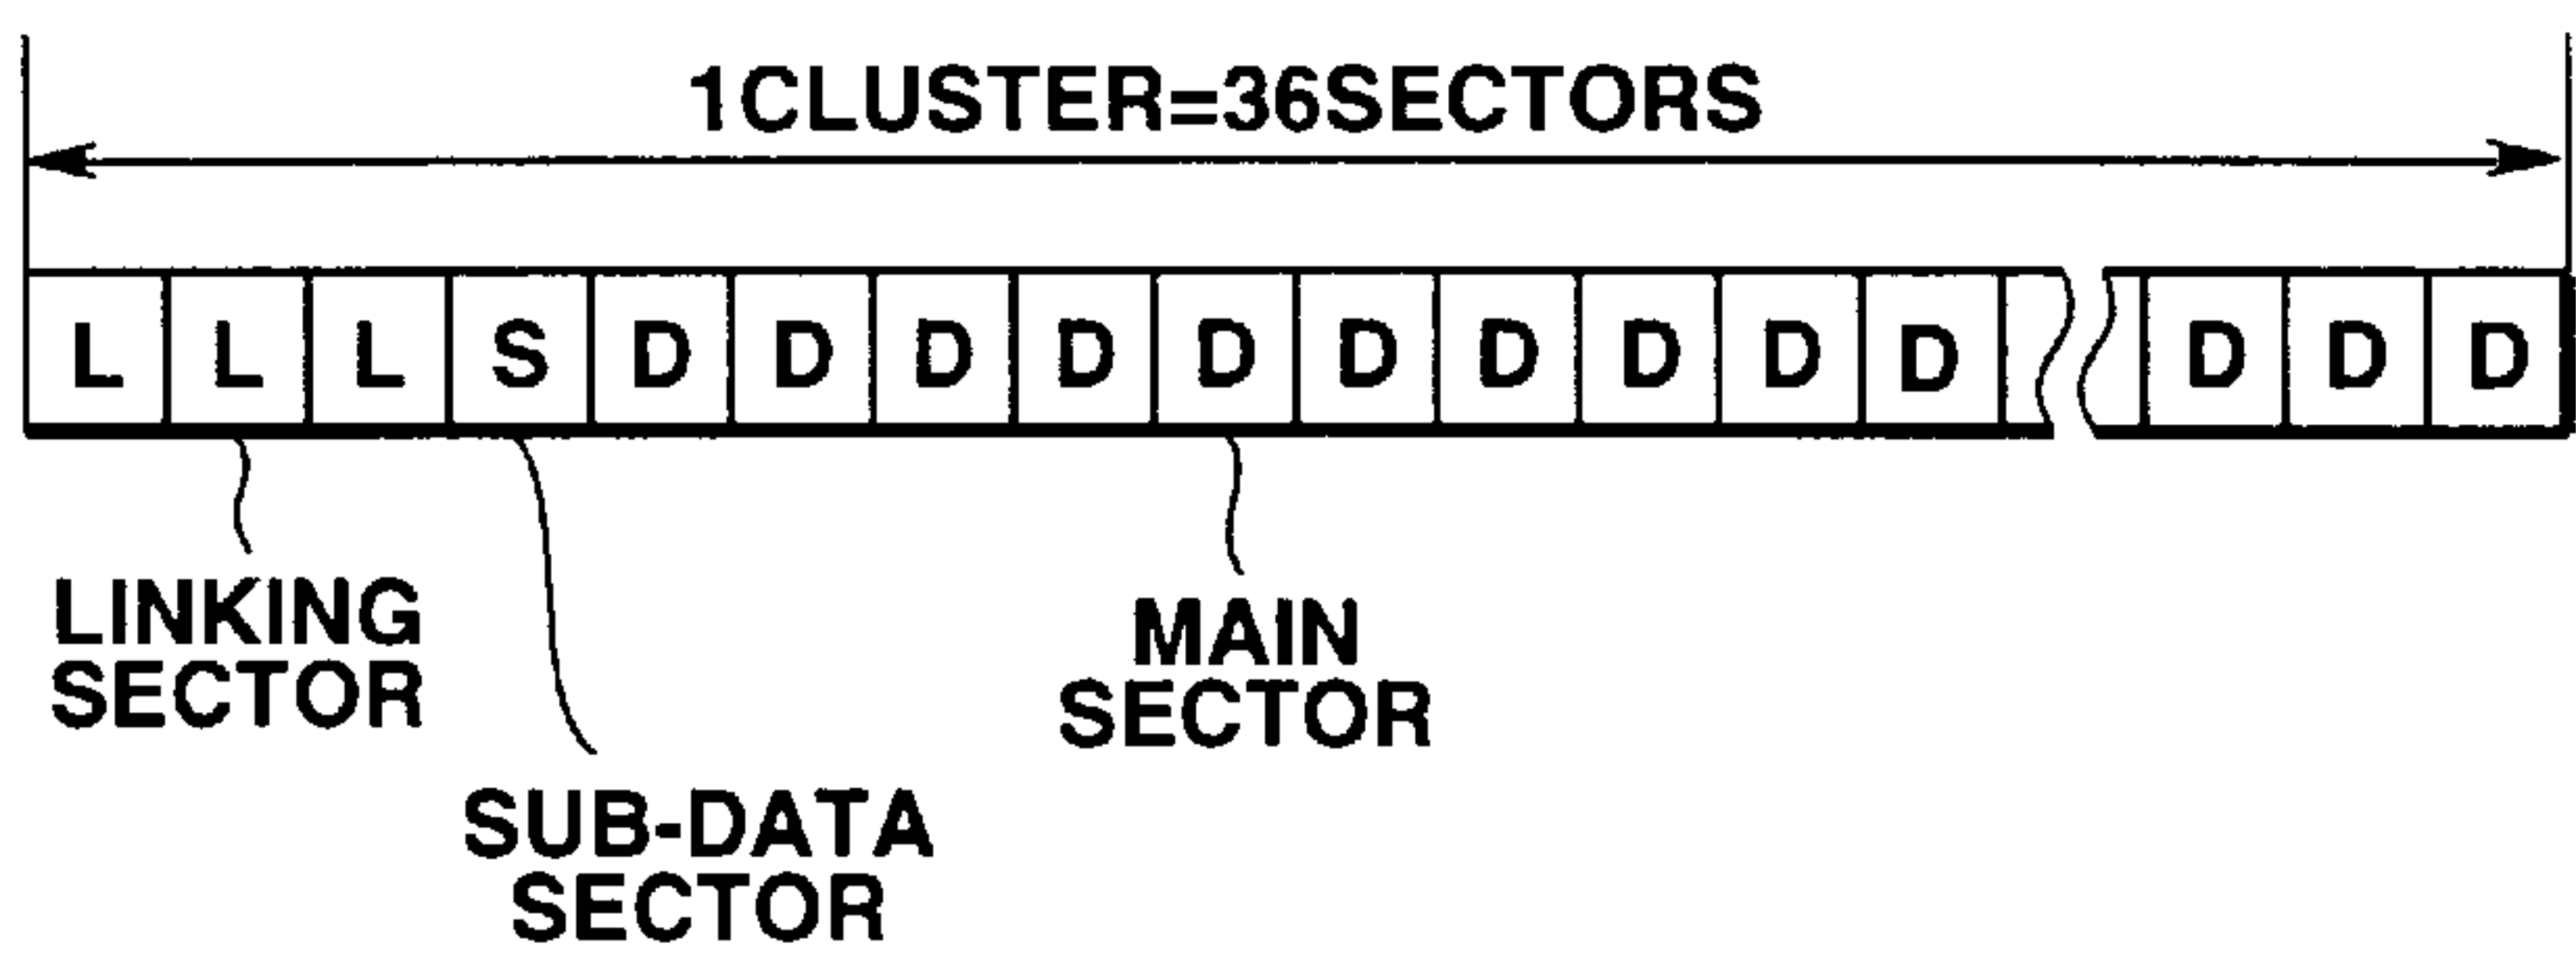 1CLUSTER=36SECTORS
L L L S D D D D D D D D D D D D D
LINKING
SECTOR
MAIN
SECTOR
SUB-DATA
SECTOR